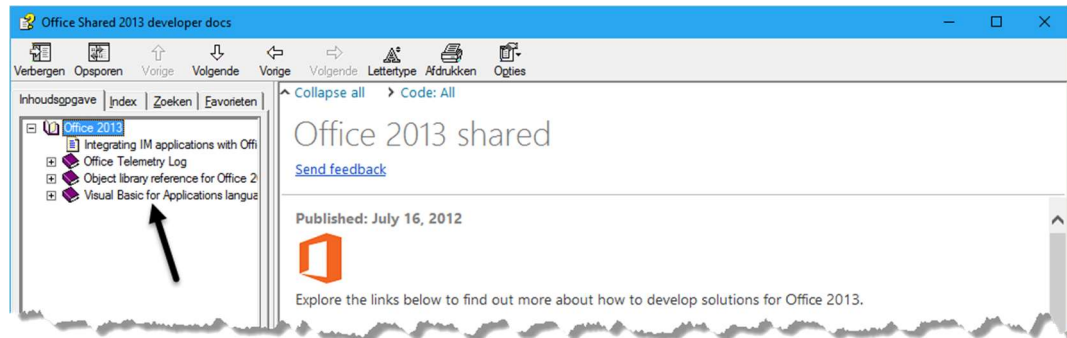 Office Shared 2013 developer docs
Verbergen Opsporen Vorige Volgende Vorige Volgende Lettertype Afdrukken Opties
Inhoudsopgave Index Zoeken Favorieten
Collapse all Code: All
Office 2013
Integrating IM applications with Offi
Office Telemetry Log
Object library reference for Office 2
Visual Basic for Applications langua
Office 2013 shared
Send feedback
Published: July 16, 2012
Explore the links below to find out more about how to develop solutions for Office 2013.